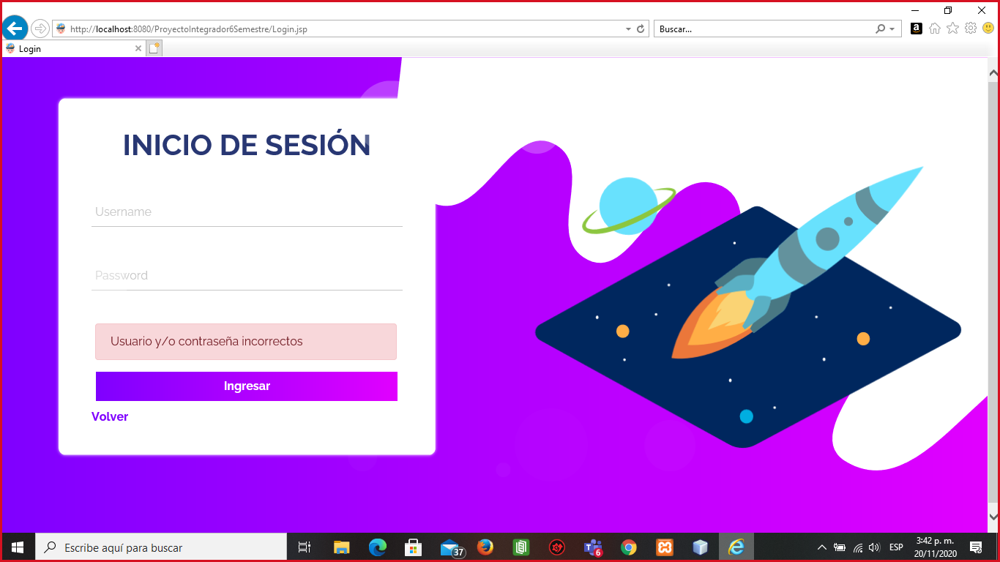 http://localhost:8080/ProyectoIntegrador6Semestre/Login.jsp
Buscar...
Login
INICIO DE SESIÓN
Username
Password
Usuario y/o contraseña incorrectos
Ingresar
Volver
Escribe aquí para buscar
37
6
ESP
3:42 p. m.
20/11/2020
3